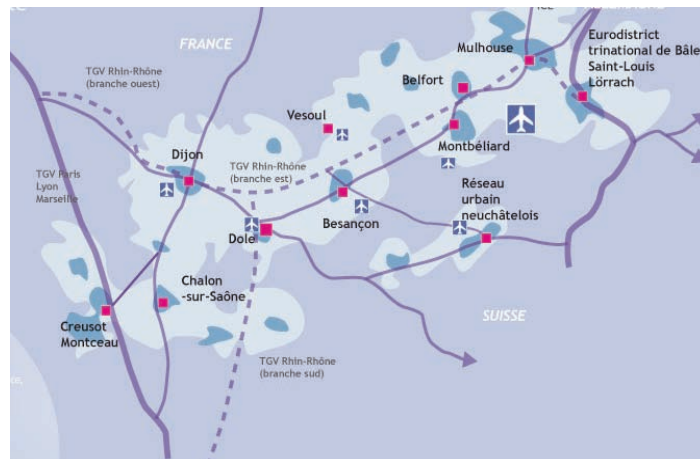 ICE
FRANCE
Mulhouse
Eurodistrict
trinational de Bâle
Saint-Louis
Lörrach
TGV Rhin-Rhône
(branche ouest)
Belfort
Vesoul
Montbéliard
Dijon
TGV Rhin-Rhône
(branche est)
TGV Paris
Lyon
Marseille
Réseau
urbain
neuchâtelois
Besançon
Dole
Chalon
-sur-Saône
Creusot
Montceau
SUISSE
TGV Rhin-Rhône
(branche sud)